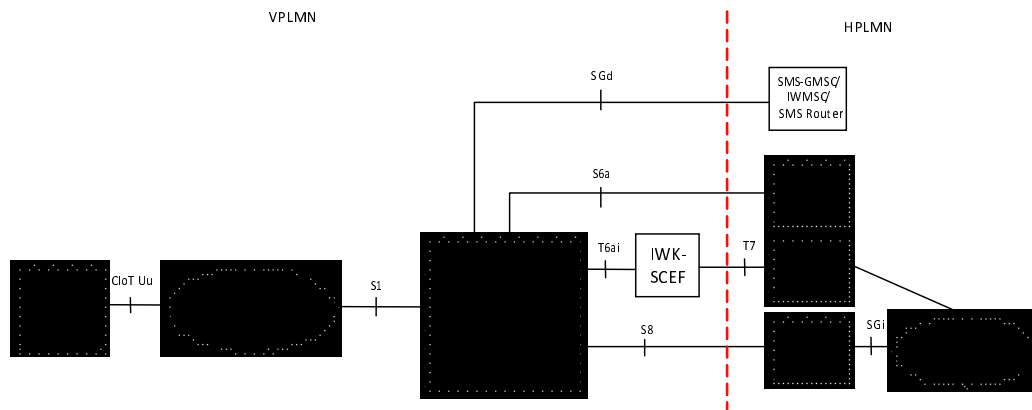 VPLMN
HPLMN
SGd
SMS-GMSC/
IWMSC/
SMS Router
S6a
T6ai
IWK-
SCEF
T7
CIoT Uu
S1
S8
SGi